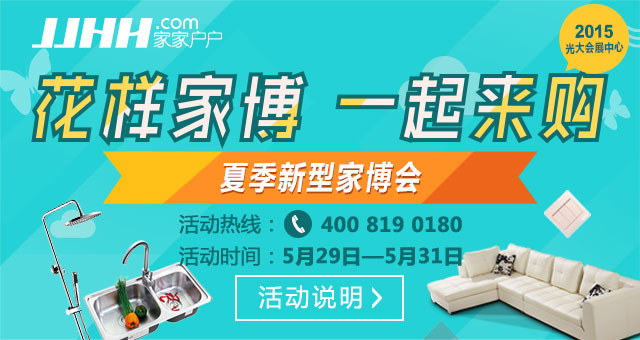 JJHH.com
家家户户
2015
光大会展中心
花样家博 一起来购
夏季新型家博会
活动热线： 400 819 0180
活动时间：5月29日—5月31日
活动说明 >